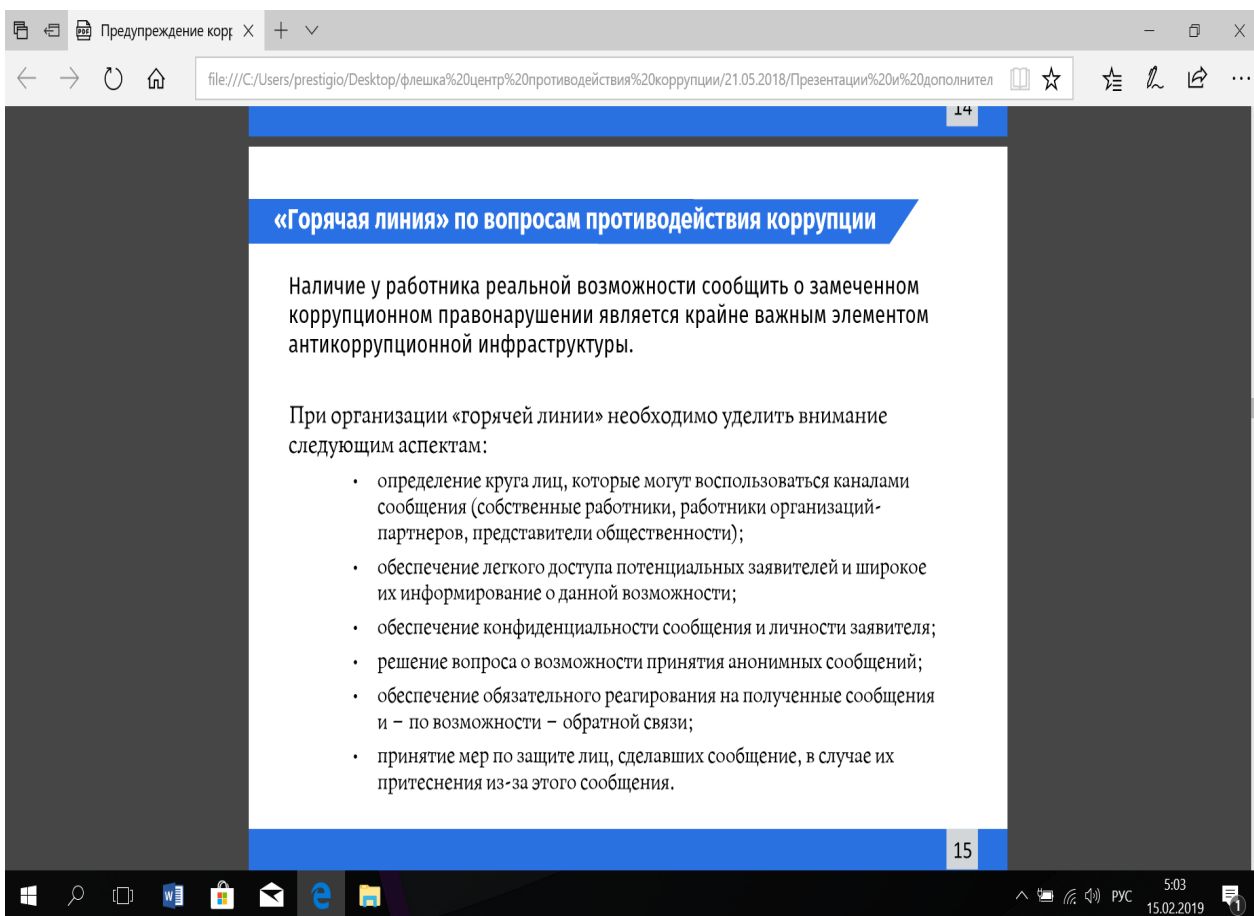 Предупреждение корр
file:///C:/Users/prestigio/Desktop/флешка%20центр%20противодействия%20коррупции/21.05.2018/Презентации%20и%20дополнител
14
«Горячая линия» по вопросам противодействия коррупции
Наличие у работника реальной возможности сообщить о замеченном
коррупционном правонарушении является крайне важным элементом
антикоррупционной инфраструктуры.
При организации «горячей линии» необходимо уделить внимание
следующим аспектам:
• определение круга лиц, которые могут воспользоваться каналами
сообщения (собственные работники, работники организаций-
партнеров, представители общественности);
• обеспечение легкого доступа потенциальных заявителей и широкое
их информирование о данной возможности;
• обеспечение конфиденциальности сообщения и личности заявителя;
• решение вопроса о возможности принятия анонимных сообщений;
• обеспечение обязательного реагирования на полученные сообщения
и – по возможности – обратной связи;
• принятие мер по защите лиц, сделавших сообщение, в случае их
притеснения из-за этого сообщения.
15
РУС
5:03
15.02.2019
1